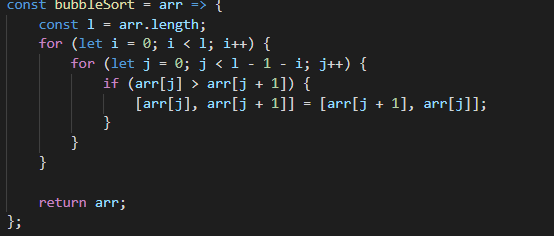 const bubbleSort = arr => {
    const l = arr.length;
    for (let i = 0; i < l; i++) {
        for (let j = 0; j < l - 1 - i; j++) {
            if (arr[j] > arr[j + 1]) {
                [arr[j], arr[j + 1]] = [arr[j + 1], arr[j]];
            }
        }
    }

    return arr;
};